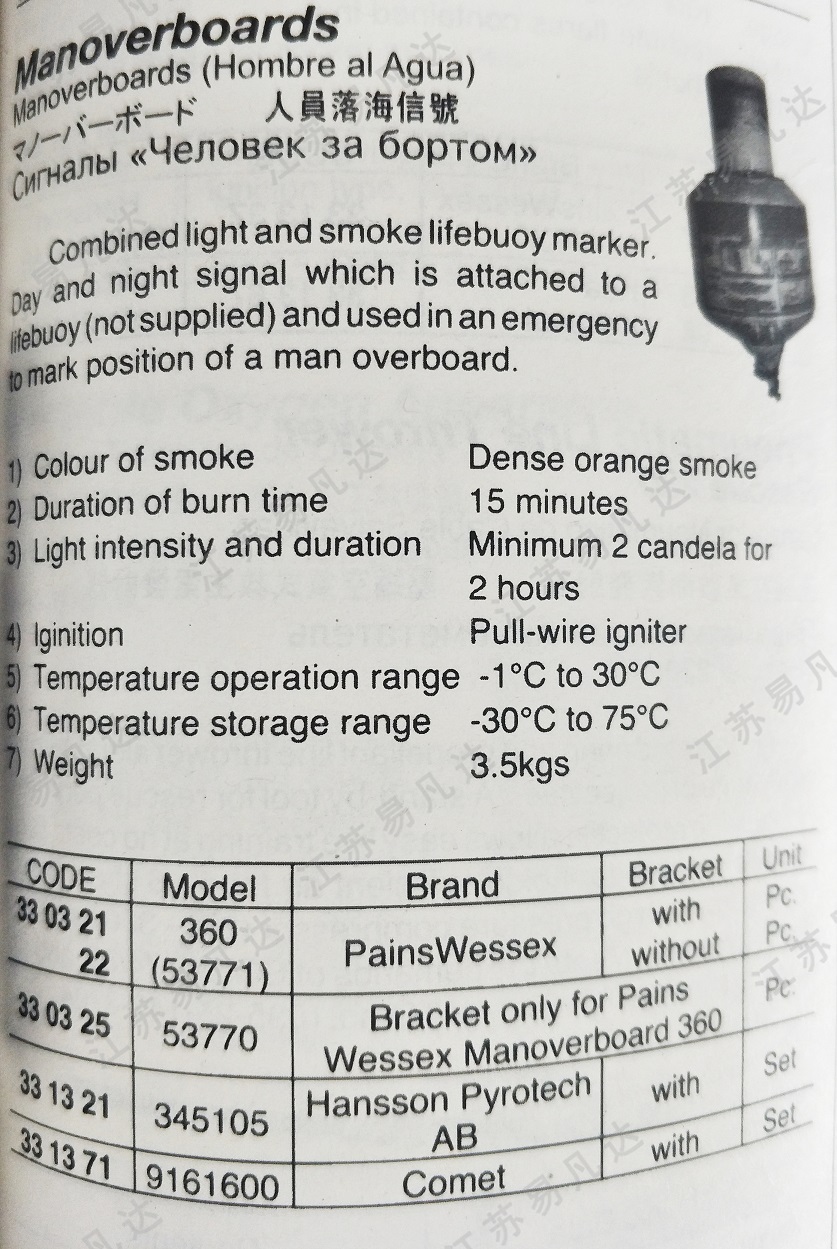 Manoverboards
Manoverboards (Hombre al Agua)
マノーバーボード 人員落海信號
Сигналы «Человек за бортом»
Combined light and smoke lifebuoy marker.
Day and night signal which is attached to a
lifebuoy (not supplied) and used in an emergency
to mark position of a man overboard.
1) Colour of smoke Dense orange smoke
2) Duration of burn time 15 minutes
3) Light intensity and duration Minimum 2 candela for
2 hours
4) Iginition Pull-wire igniter
5) Temperature operation range -1°C to 30°C
6) Temperature storage range -30°C to 75°C
7) Weight 3.5kgs
CODE Model Brand Bracket Unit
33 03 21 360 PainsWessex with Pc.
22 (53771) without Pc.
33 03 25 53770 Bracket only for Pains Pc.
Wessex Manoverboard 360
33 13 21 345105 Hansson Pyrotech with Set
AB
33 13 71 9161600 Comet with Set
江苏易凡达